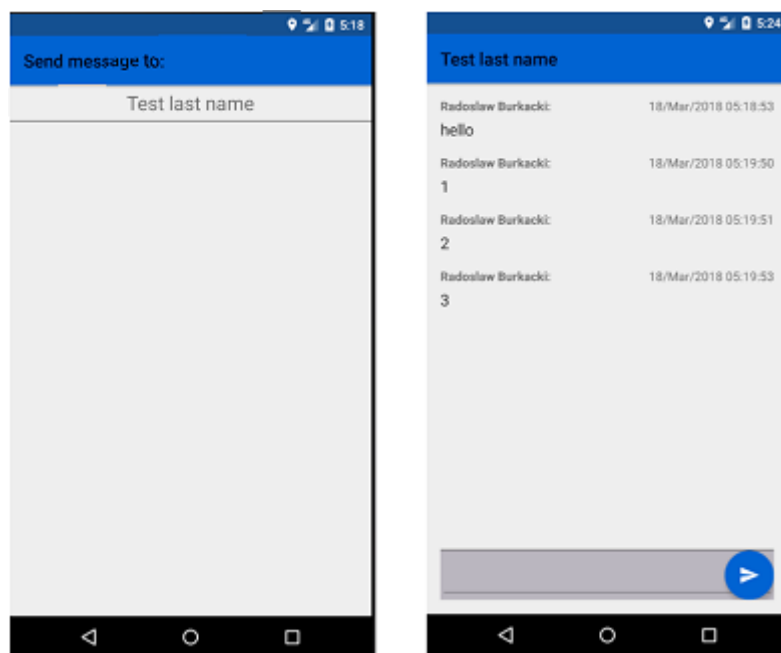 5:18
Send message to:
Test last name
5:24
Test last name
Radoslaw Burkacki: 18/Mar/2018 05:18:53
hello
Radoslaw Burkacki: 18/Mar/2018 05:19:50
1
Radoslaw Burkacki: 18/Mar/2018 05:19:51
2
Radoslaw Burkacki: 18/Mar/2018 05:19:53
3